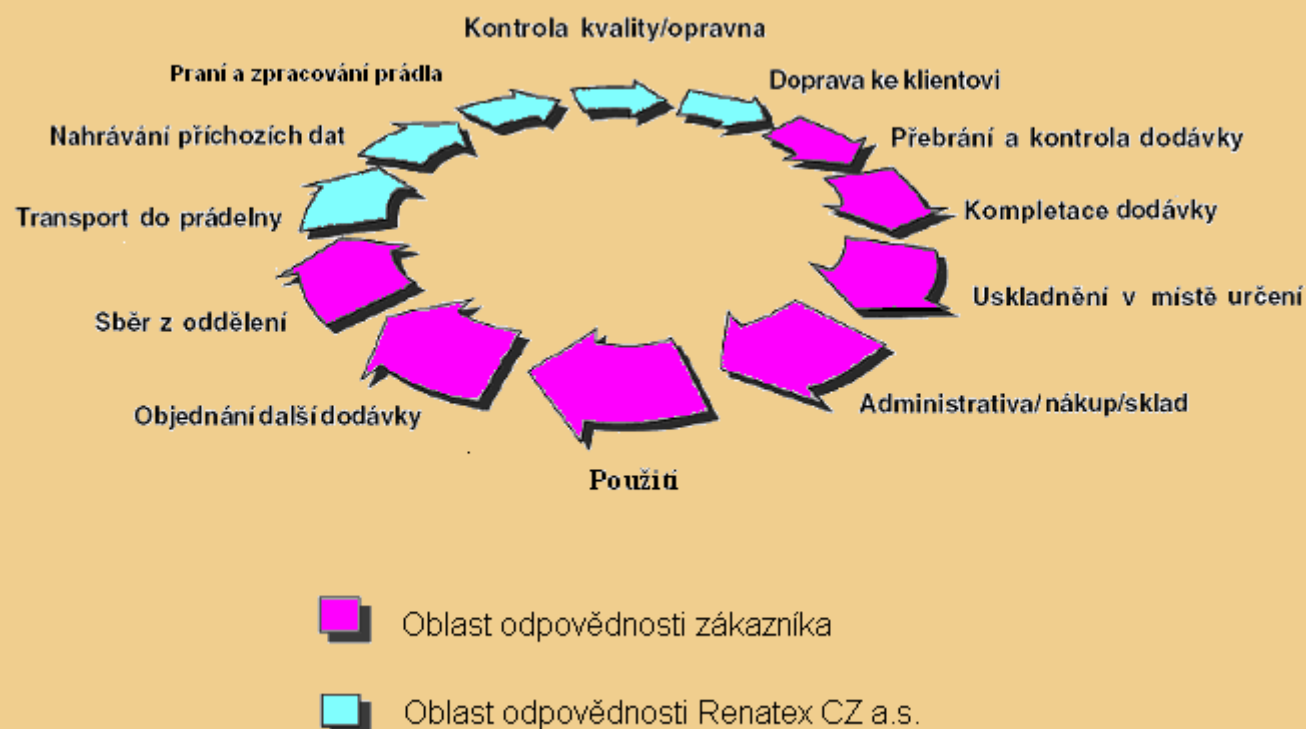 Kontrola kvality/opravna
Praní a zpracování prádla
Doprava ke klientovi
Nahrávání příchozích dat
Přebrání a kontrola dodávky
Transport do prádelny
Kompletace dodávky
Uskladnění v místě určení
Sběr z oddělení
Administrativa/nákup/sklad
Objednání další dodávky
Použití
Oblast odpovědnosti zákazníka
Oblast odpovědnosti Renatex CZ a.s.